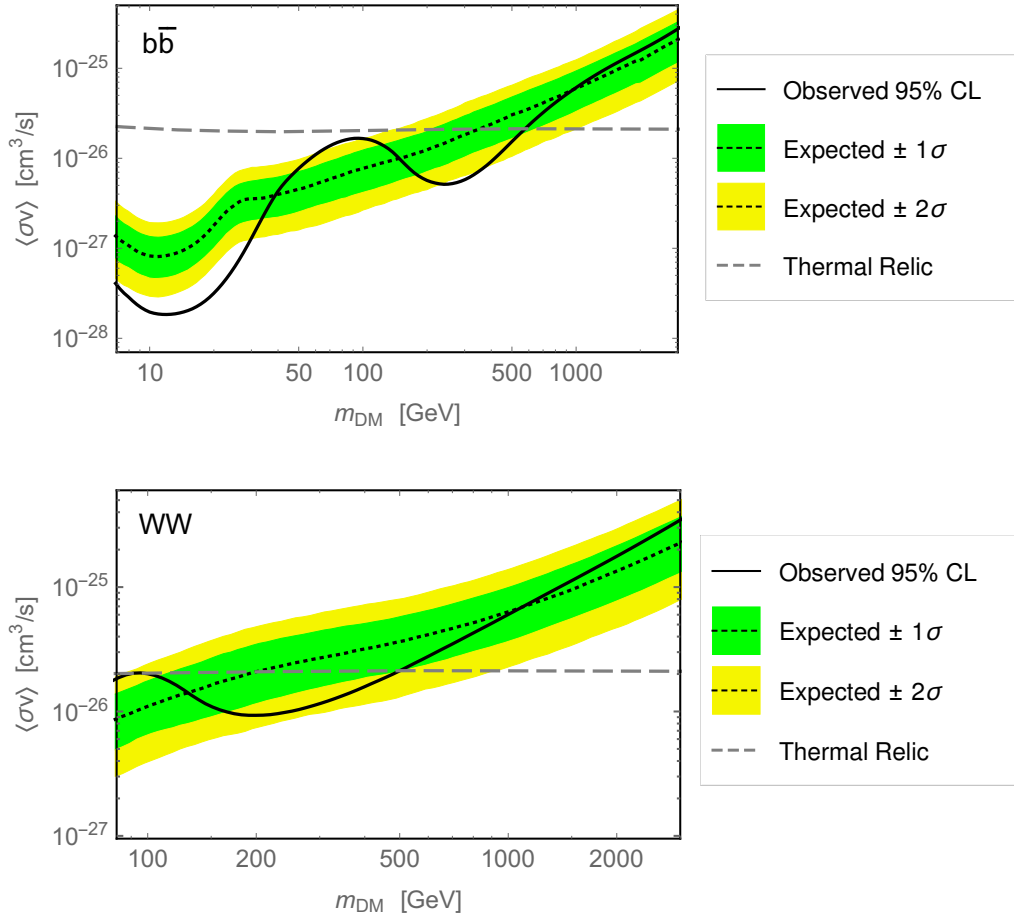 bb̅
10⁻²⁵
10⁻²⁶
10⁻²⁷
10⁻²⁸
⟨σv⟩ [cm³/s]
10 50 100 500 1000
m_DM [GeV]
Observed 95% CL
Expected ± 1σ
Expected ± 2σ
Thermal Relic
WW
10⁻²⁵
10⁻²⁶
10⁻²⁷
⟨σv⟩ [cm³/s]
100 200 500 1000 2000
m_DM [GeV]
Observed 95% CL
Expected ± 1σ
Expected ± 2σ
Thermal Relic